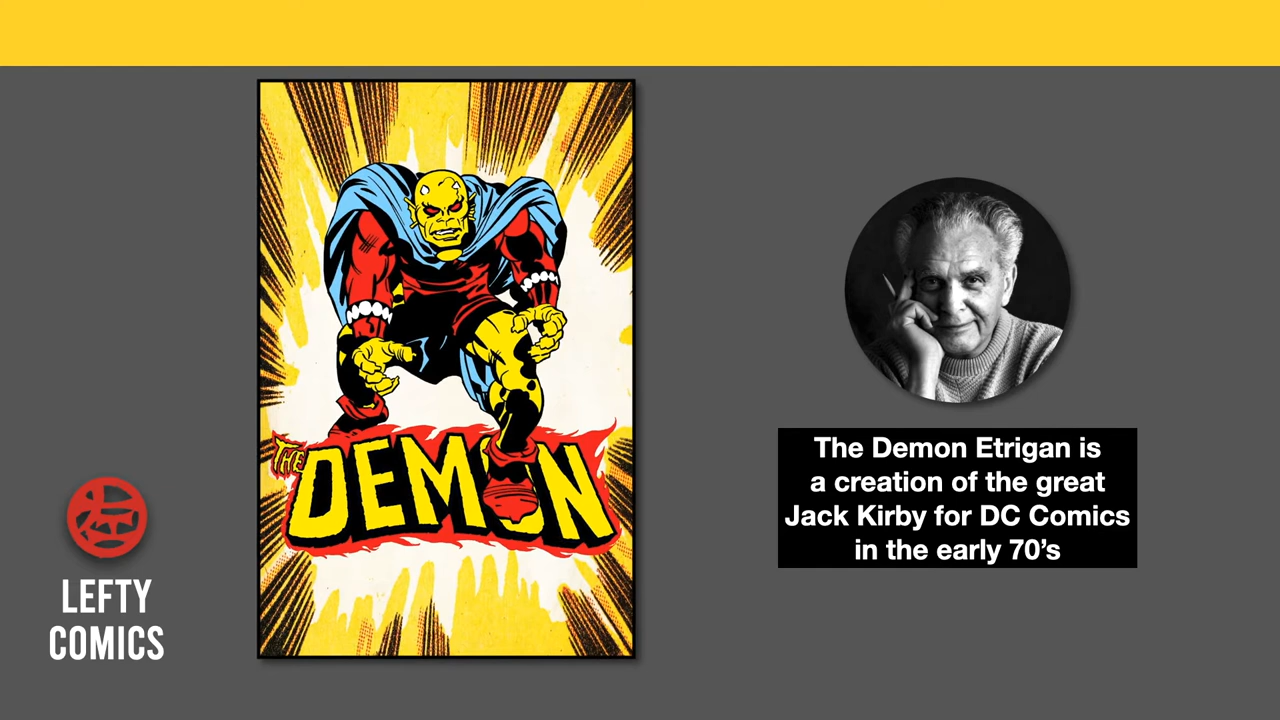 THE
DEMON
The Demon Etrigan is
a creation of the great
Jack Kirby for DC Comics
in the early 70’s
LEFTY
COMICS